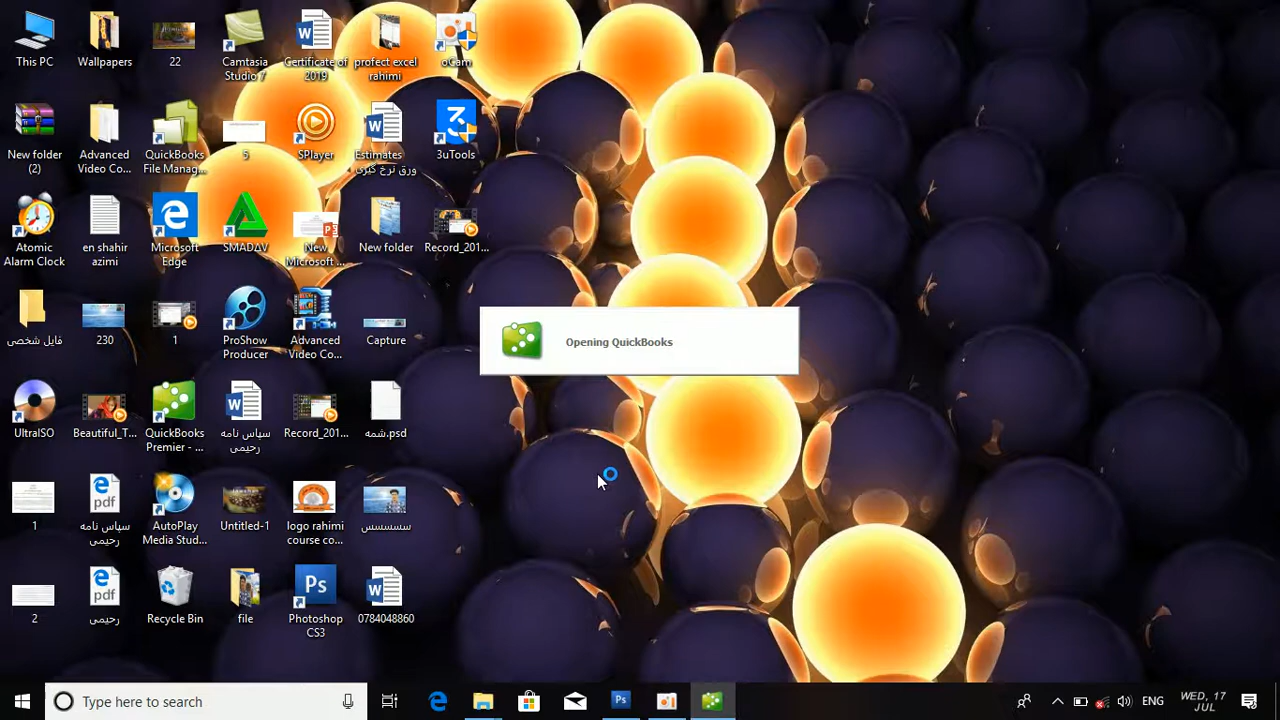 This PC
Wallpapers
22
Camtasia
Studio 7
Certificate of
2019
profect excel
rahimi
oCam
New folder
(2)
Advanced
Video Co...
QuickBooks
File Manag...
5
SPlayer
Estimates
ورق نرخ گیری
3uTools
Atomic
Alarm Clock
en shahir
azimi
Microsoft
Edge
SMADΔV
New
Microsoft ...
New folder
Record_201...
فایل شخصی
230
1
ProShow
Producer
Advanced
Video Co...
Capture
Opening QuickBooks
UltraISO
Beautiful_T...
QuickBooks
Premier - ...
سپاس نامه
رحیمی
Record_201...
شمه.psd
1
سپاس نامه
رحیمی
AutoPlay
Media Stud...
Untitled-1
logo rahimi
course co...
سسسسس
2
رحیمی
Recycle Bin
file
Photoshop
CS3
0784048860
Type here to search
ENG
WED, 17
JUL